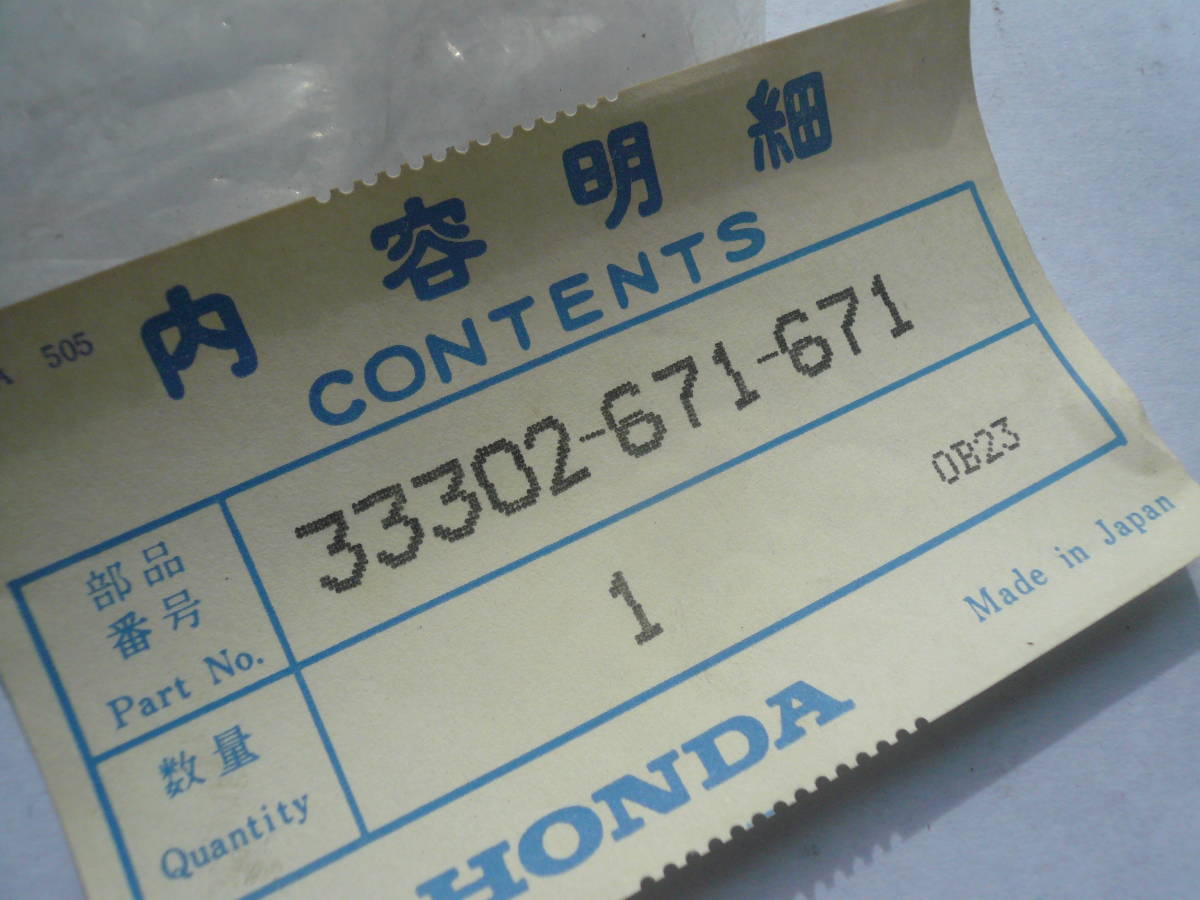 505
内容明細
CONTENTS
部品
番号
Part No.
33302-671-671
数量
Quantity
1
0B23
HONDA
Made in Japan